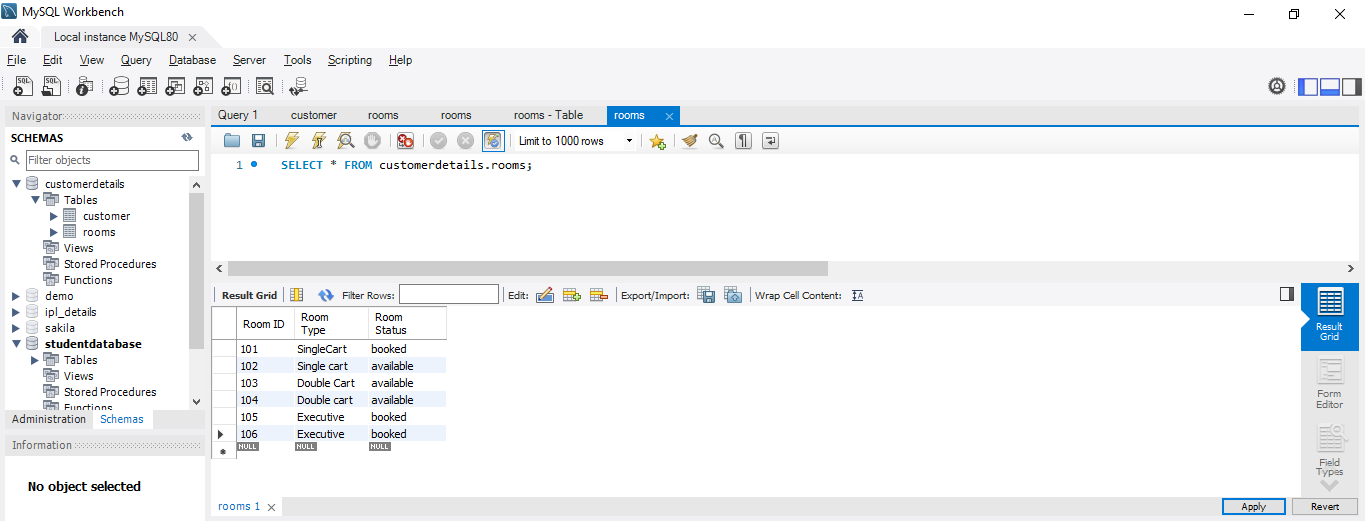 MySQL Workbench
Local instance MySQL80
File Edit View Query Database Server Tools Scripting Help
SQL SQL
Navigator
SCHEMAS
Filter objects
customerdetails
Tables
customer
rooms
Views
Stored Procedures
Functions
demo
ipl_details
sakila
studentdatabase
Tables
Views
Stored Procedures
Functions
Administration Schemas
Information
No object selected
Query 1 customer rooms rooms rooms - Table rooms
Limit to 1000 rows
1 SELECT * FROM customerdetails.rooms;
Result Grid Filter Rows: Edit: Export/Import: Wrap Cell Content:
Room ID Room Type Room Status
101 SingleCart booked
102 Single cart available
103 Double Cart available
104 Double cart available
105 Executive booked
106 Executive booked
NULL NULL NULL
Result
Grid
Form
Editor
Field
Types
rooms 1
Apply Revert